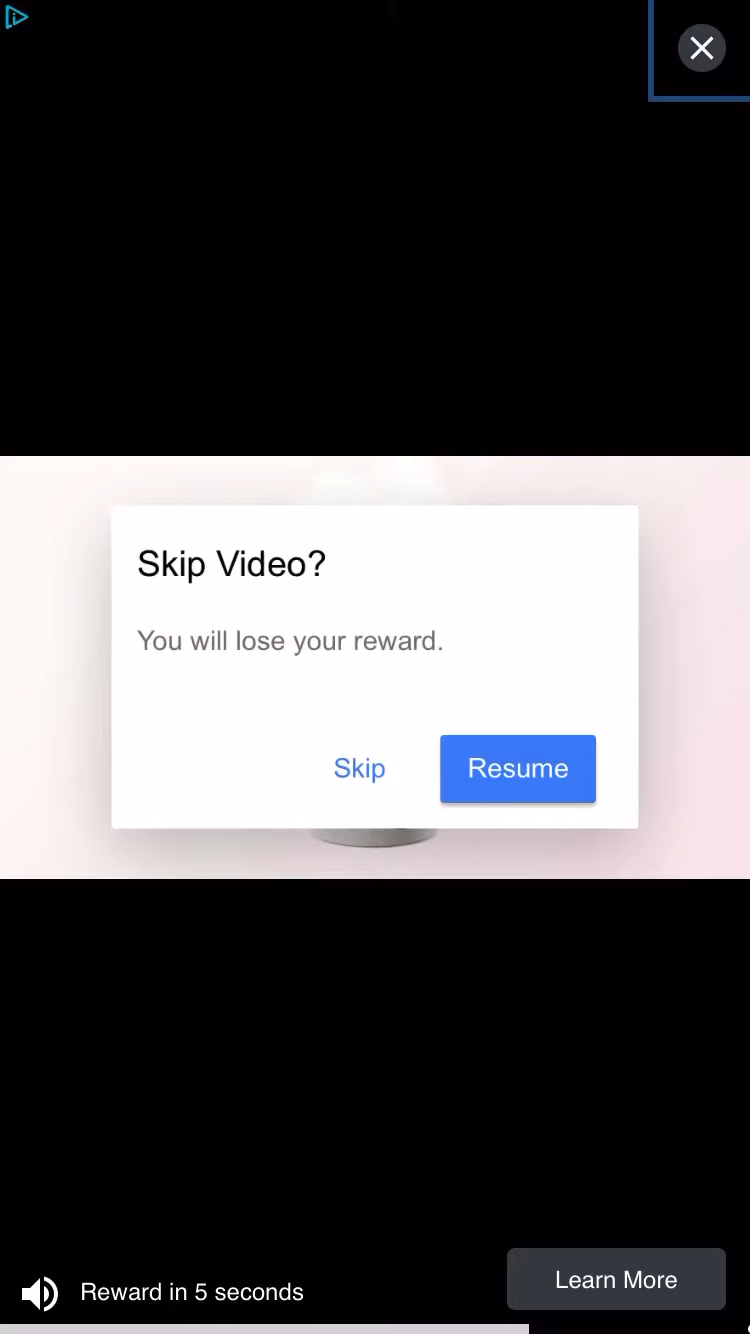 Skip Video?
You will lose your reward.
Skip
Resume
Reward in 5 seconds
Learn More